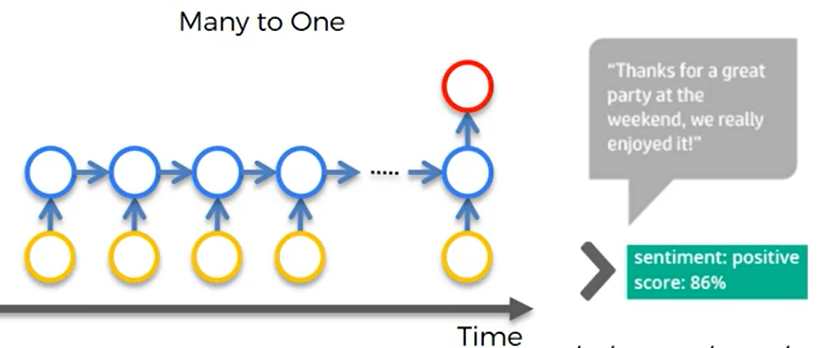 Many to One
“Thanks for a great
party at the
weekend, we really
enjoyed it!”
.....
sentiment: positive
score: 86%
Time